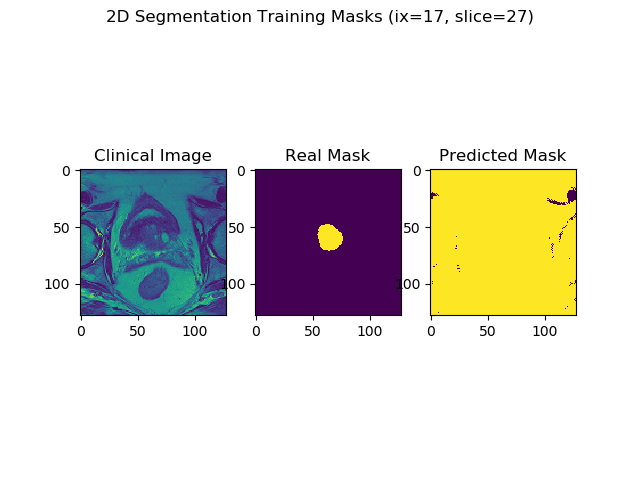 2D Segmentation Training Masks (ix=17, slice=27)
Clinical Image Real Mask Predicted Mask
0 0 0
50 50 50
100 100 100
0 50 100 0 50 100 0 50 100